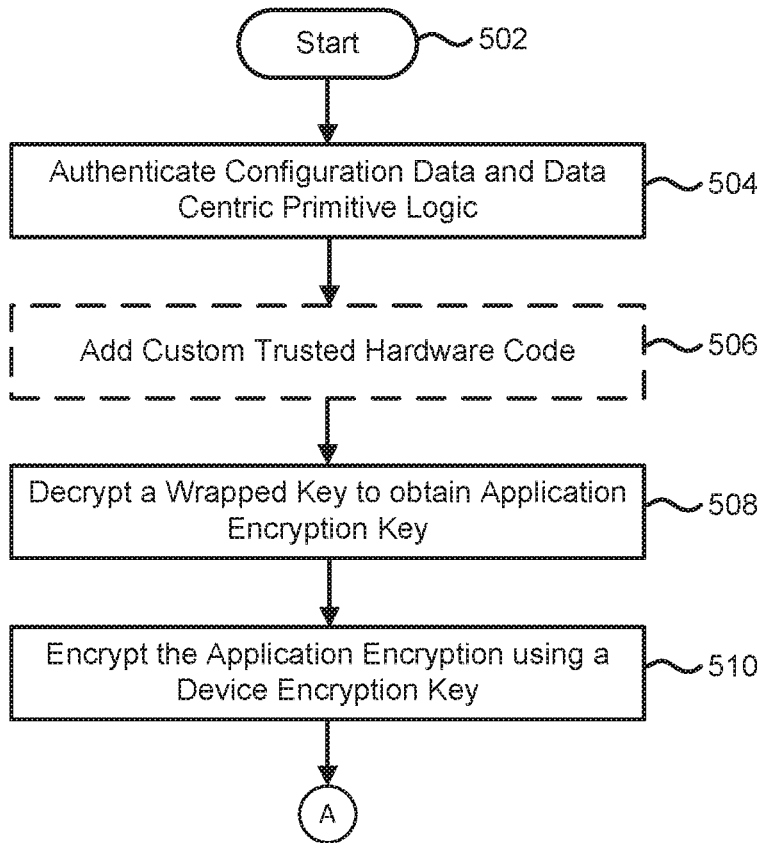 Start
502
Authenticate Configuration Data and Data
Centric Primitive Logic
504
Add Custom Trusted Hardware Code
506
Decrypt a Wrapped Key to obtain Application
Encryption Key
508
Encrypt the Application Encryption using a
Device Encryption Key
510
A